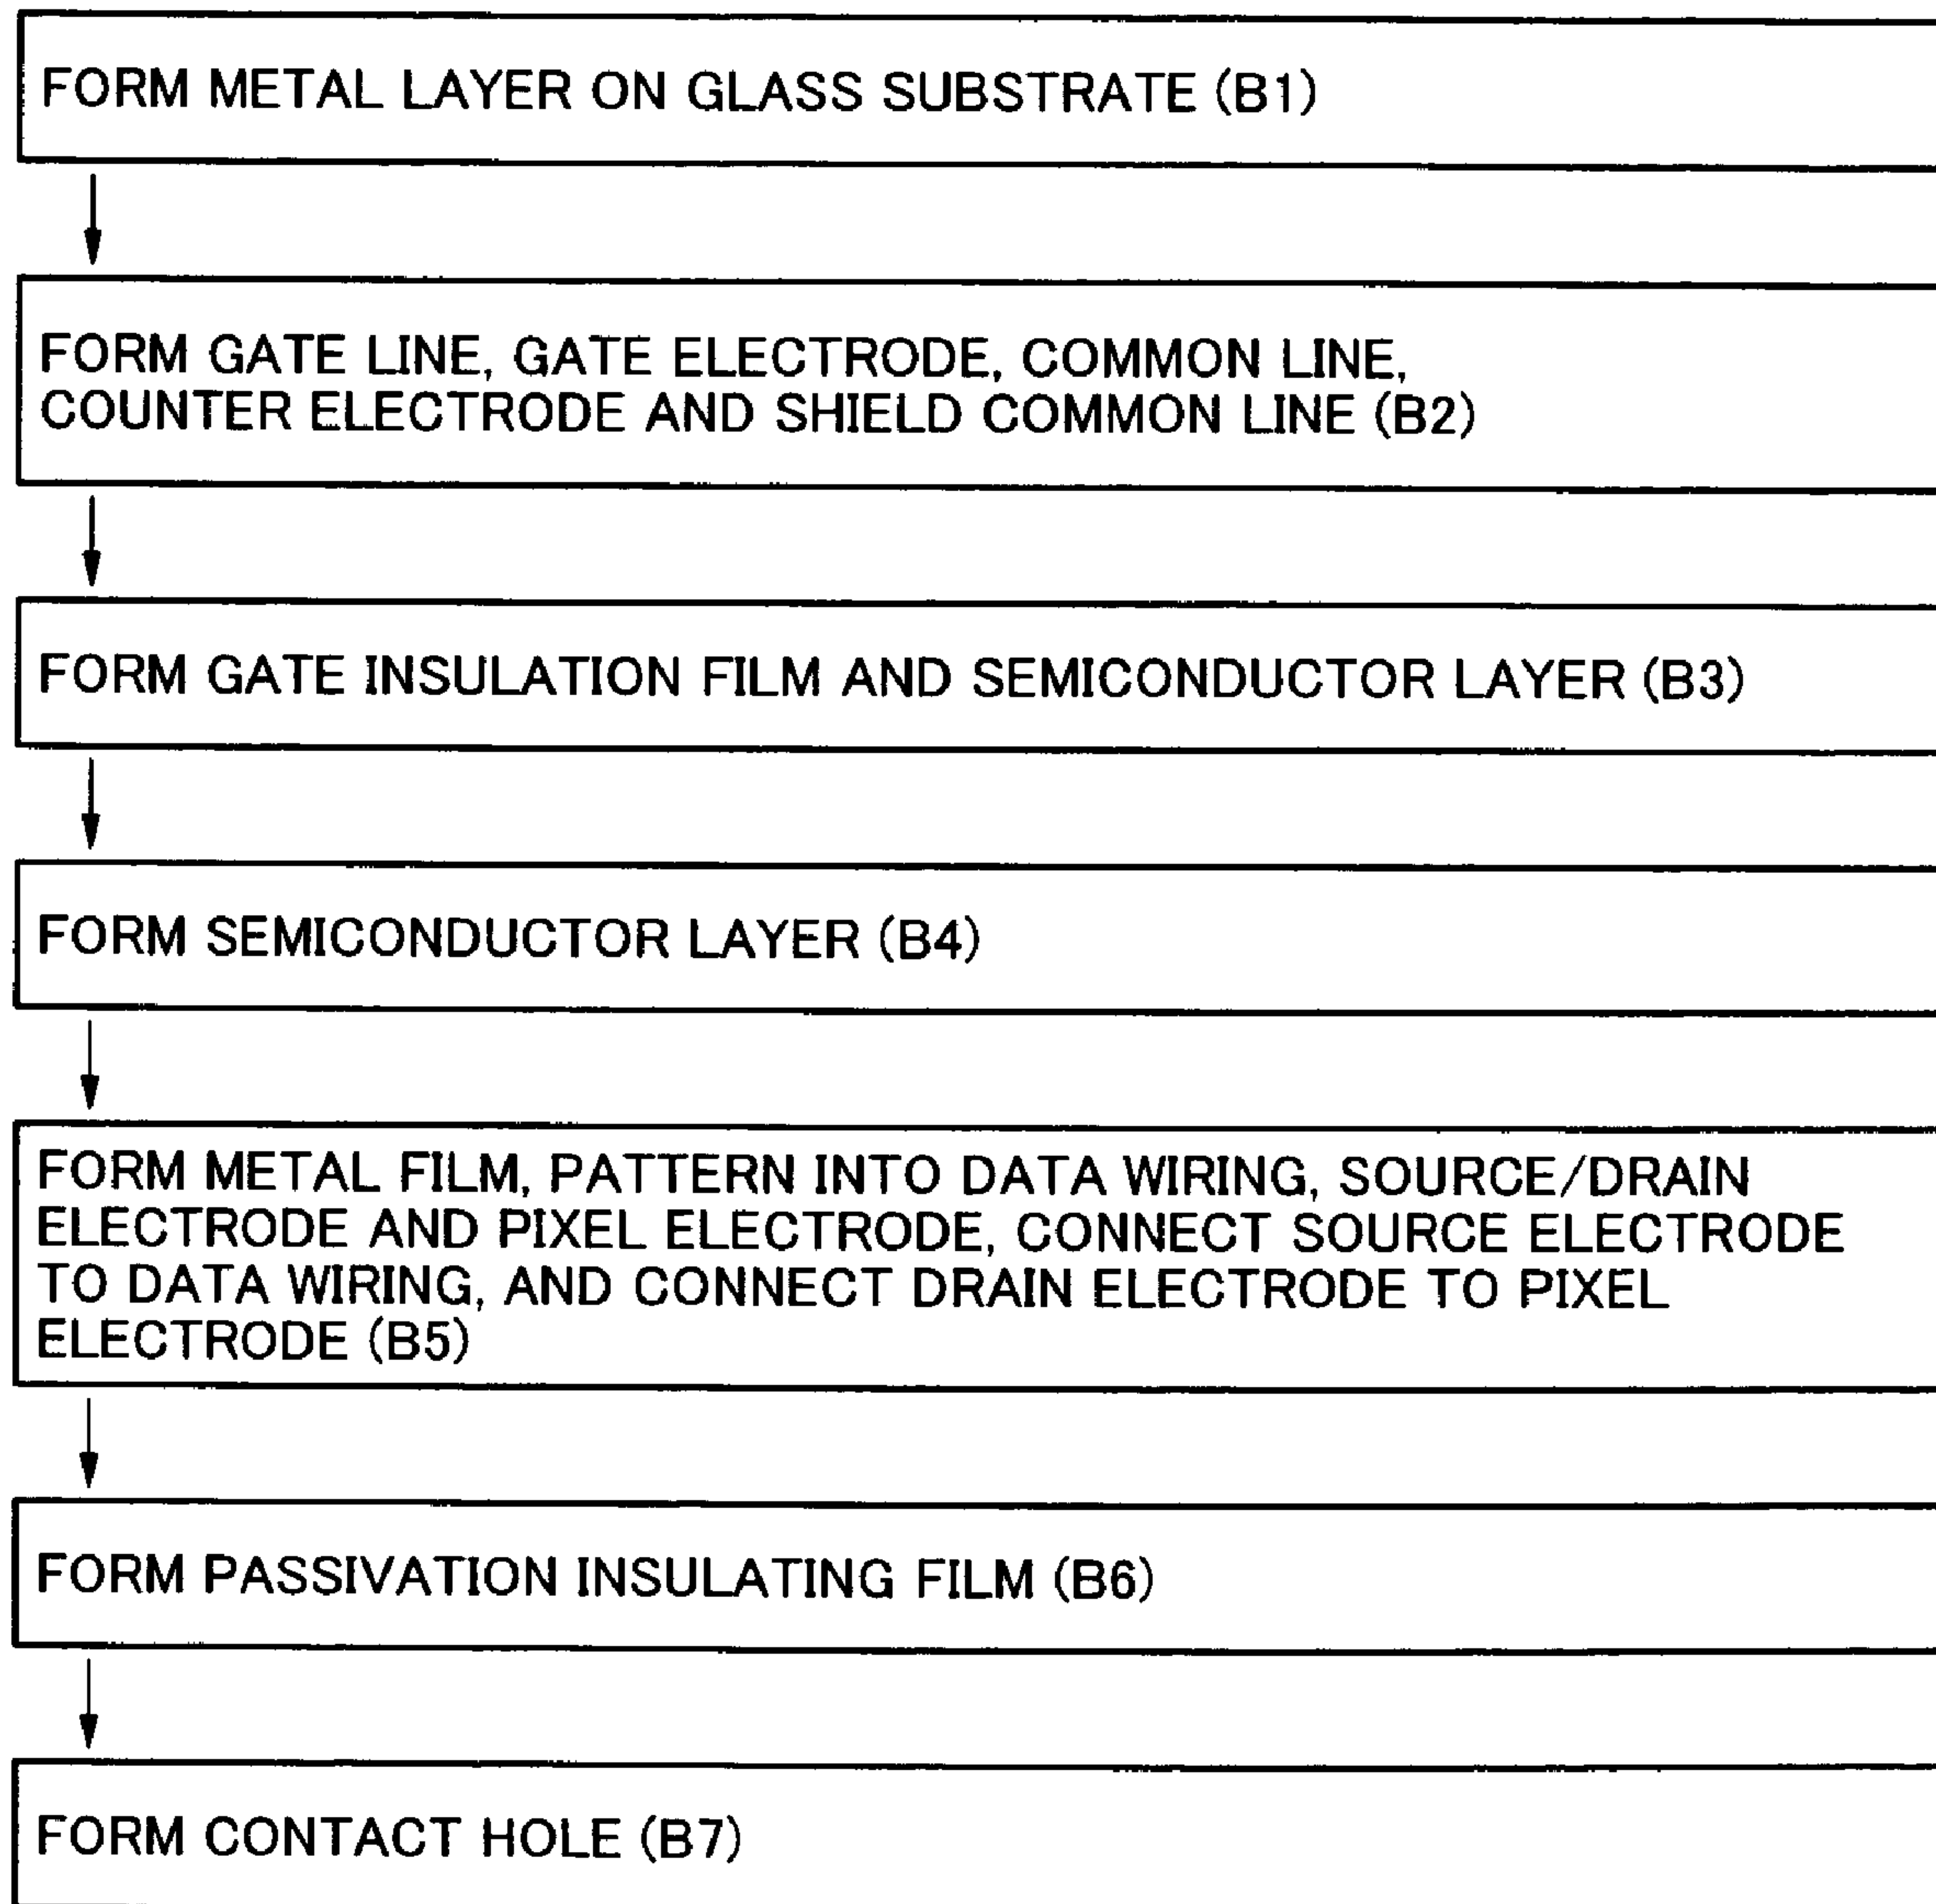 FORM METAL LAYER ON GLASS SUBSTRATE (B1)
FORM GATE LINE, GATE ELECTRODE, COMMON LINE,
COUNTER ELECTRODE AND SHIELD COMMON LINE (B2)
FORM GATE INSULATION FILM AND SEMICONDUCTOR LAYER (B3)
FORM SEMICONDUCTOR LAYER (B4)
FORM METAL FILM, PATTERN INTO DATA WIRING, SOURCE/DRAIN
ELECTRODE AND PIXEL ELECTRODE, CONNECT SOURCE ELECTRODE
TO DATA WIRING, AND CONNECT DRAIN ELECTRODE TO PIXEL
ELECTRODE (B5)
FORM PASSIVATION INSULATING FILM (B6)
FORM CONTACT HOLE (B7)